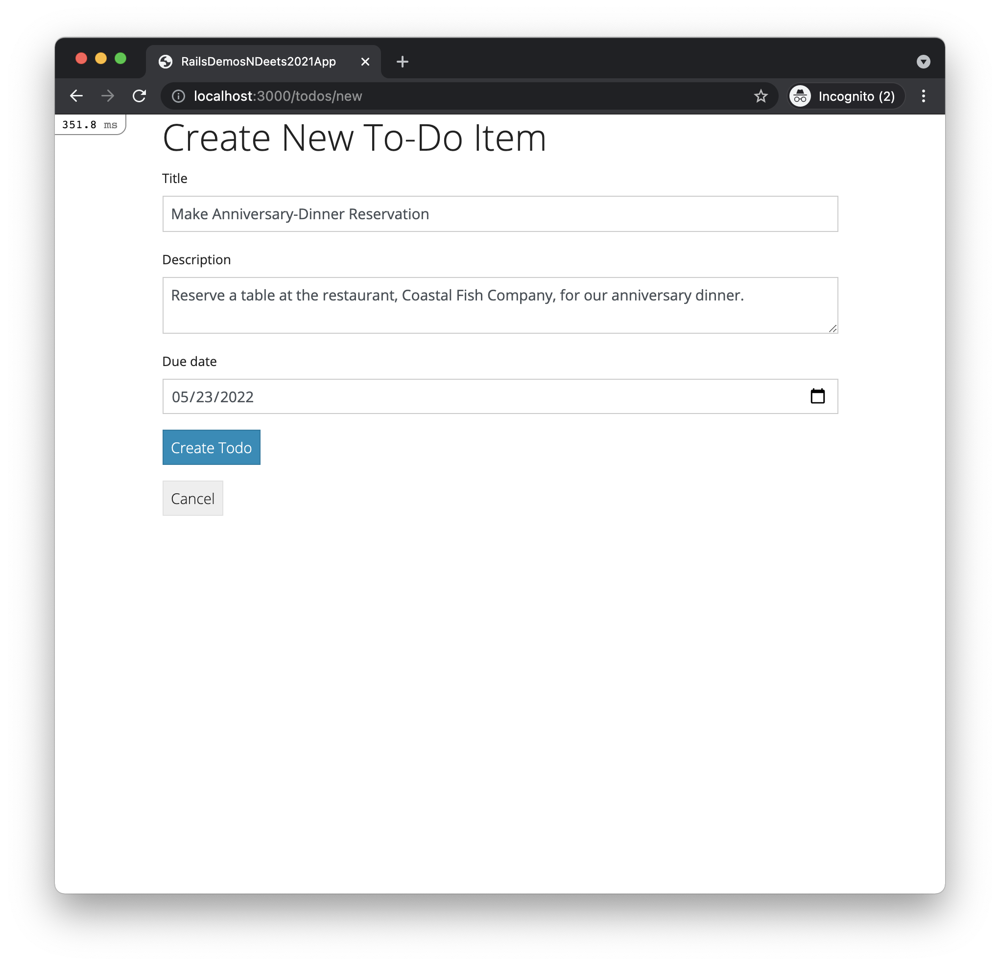 RailsDemosNDeets2021App
localhost:3000/todos/new
Incognito (2)
351.8 ms
Create New To-Do Item
Title
Make Anniversary-Dinner Reservation
Description
Reserve a table at the restaurant, Coastal Fish Company, for our anniversary dinner.
Due date
05/23/2022
Create Todo
Cancel